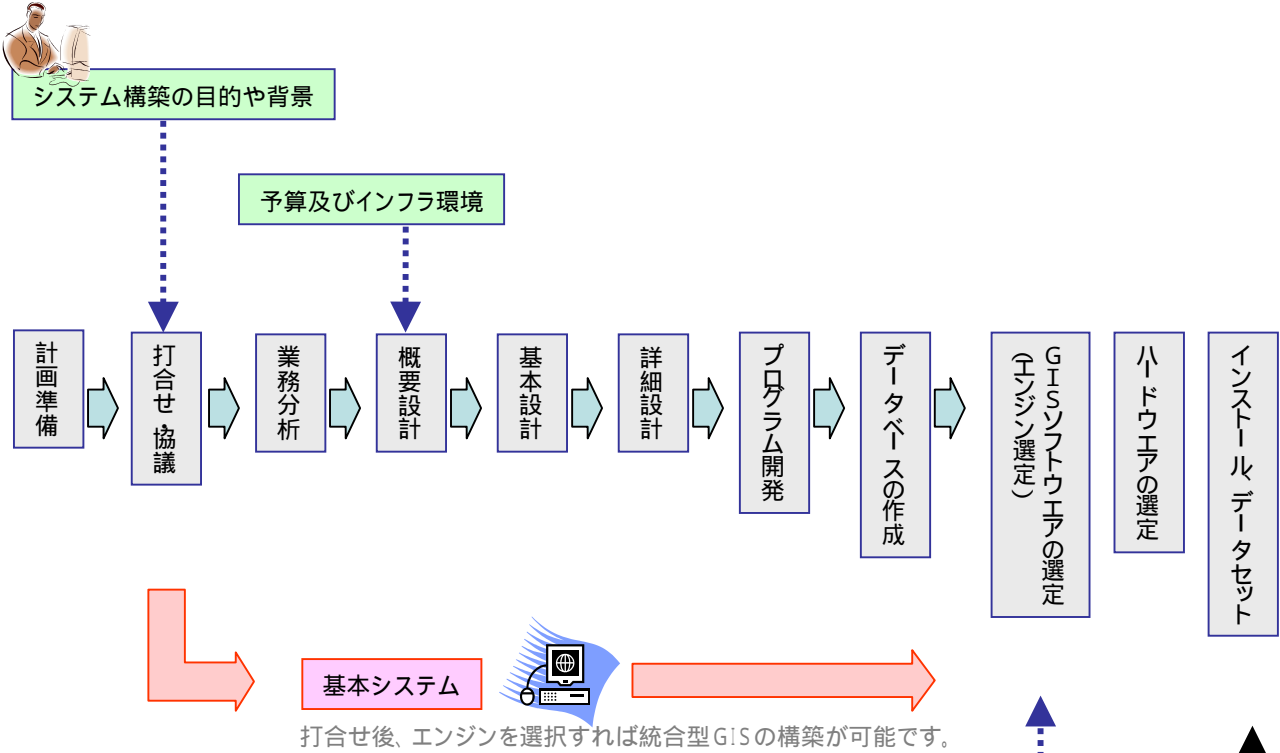 システム構築の目的や背景
予算及びインフラ環境
計画準備
打合せ、協議
業務分析
概要設計
基本設計
詳細設計
プログラム開発
データベースの作成
GISソフトウエアの選定
(エンジン選定)
ハードウエアの選定
インストール、データセット
基本システム
打合せ後、エンジンを選択すれば統合型GISの構築が可能です。